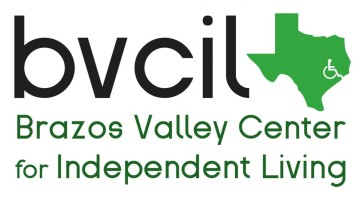 bvcil
Brazos Valley Center
for Independent Living